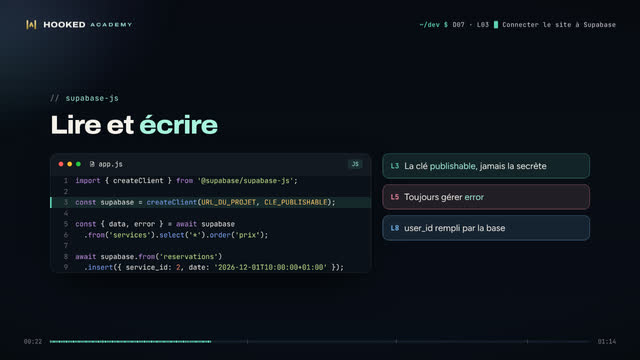 HOOKED ACADEMY
~/dev $ D07 · L03 Connecter le site à Supabase
// supabase-js
Lire et écrire
app.js
JS
1 import { createClient } from '@supabase/supabase-js';
2
3 const supabase = createClient(URL_DU_PROJET, CLE_PUBLISHABLE);
4
5 const { data, error } = await supabase
6 .from('services').select('*').order('prix');
7
8 await supabase.from('reservations')
9 .insert({ service_id: 2, date: '2026-12-01T10:00:00+01:00' });
L3 La clé publishable, jamais la secrète
L5 Toujours gérer error
L8 user_id rempli par la base
00:22
01:14